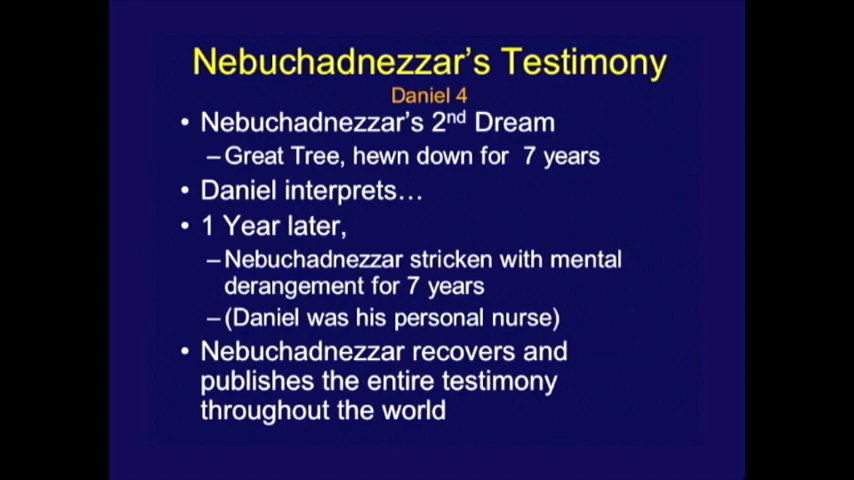 Nebuchadnezzar’s Testimony
Daniel 4
• Nebuchadnezzar’s 2nd Dream
–Great Tree, hewn down for 7 years
• Daniel interprets…
• 1 Year later,
–Nebuchadnezzar stricken with mental
derangement for 7 years
–(Daniel was his personal nurse)
• Nebuchadnezzar recovers and
publishes the entire testimony
throughout the world